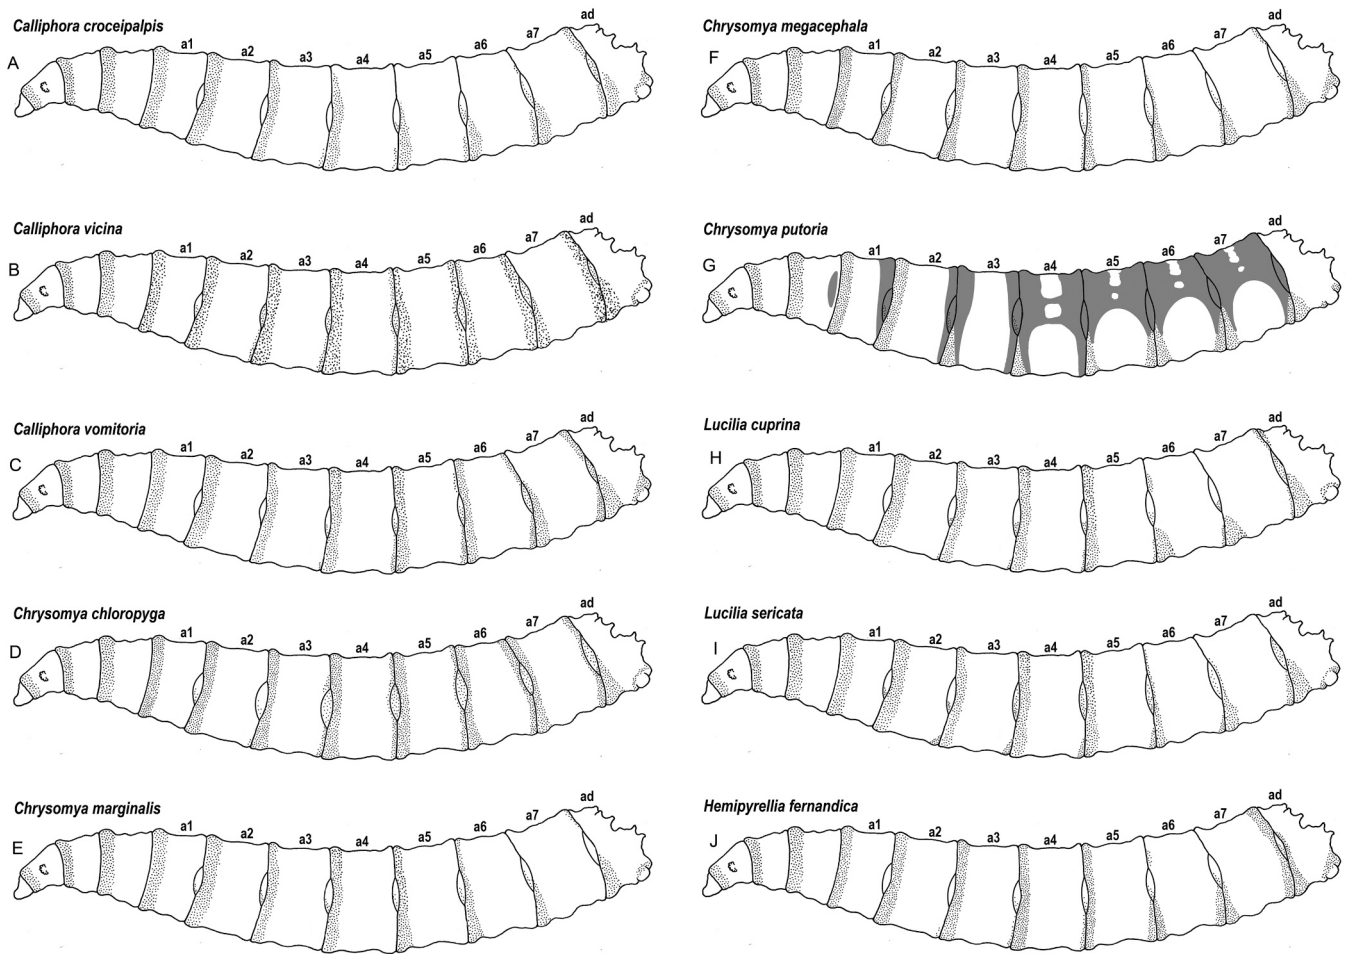 Calliphora croceipalpis
A
a1 a2 a3 a4 a5 a6 a7 ad
Calliphora vicina
B
a1 a2 a3 a4 a5 a6 a7 ad
Calliphora vomitoria
C
a1 a2 a3 a4 a5 a6 a7 ad
Chrysomya chloropyga
D
a1 a2 a3 a4 a5 a6 a7 ad
Chrysomya marginalis
E
a1 a2 a3 a4 a5 a6 a7 ad
Chrysomya megacephala
F
a1 a2 a3 a4 a5 a6 a7 ad
Chrysomya putoria
G
a1 a2 a3 a4 a5 a6 a7 ad
Lucilia cuprina
H
a1 a2 a3 a4 a5 a6 a7 ad
Lucilia sericata
I
a1 a2 a3 a4 a5 a6 a7 ad
Hemipyrellia fernandica
J
a1 a2 a3 a4 a5 a6 a7 ad